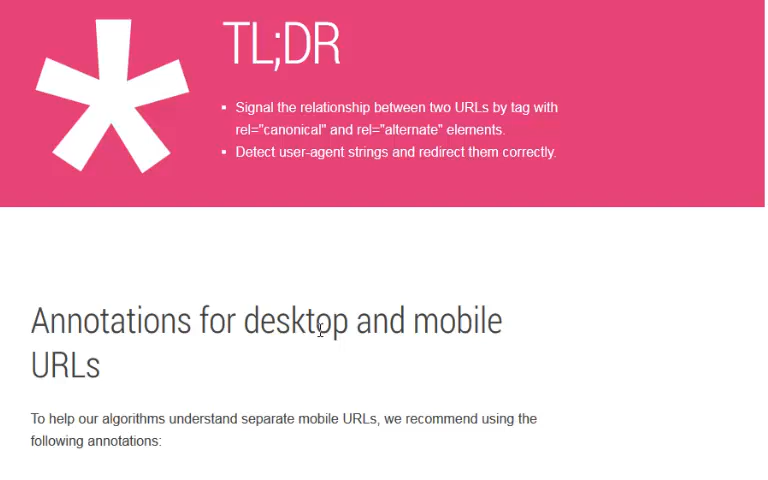 TL;DR
Signal the relationship between two URLs by tag with
rel="canonical" and rel="alternate" elements.
Detect user-agent strings and redirect them correctly.
Annotations for desktop and mobile
URLs
To help our algorithms understand separate mobile URLs, we recommend using the
following annotations: